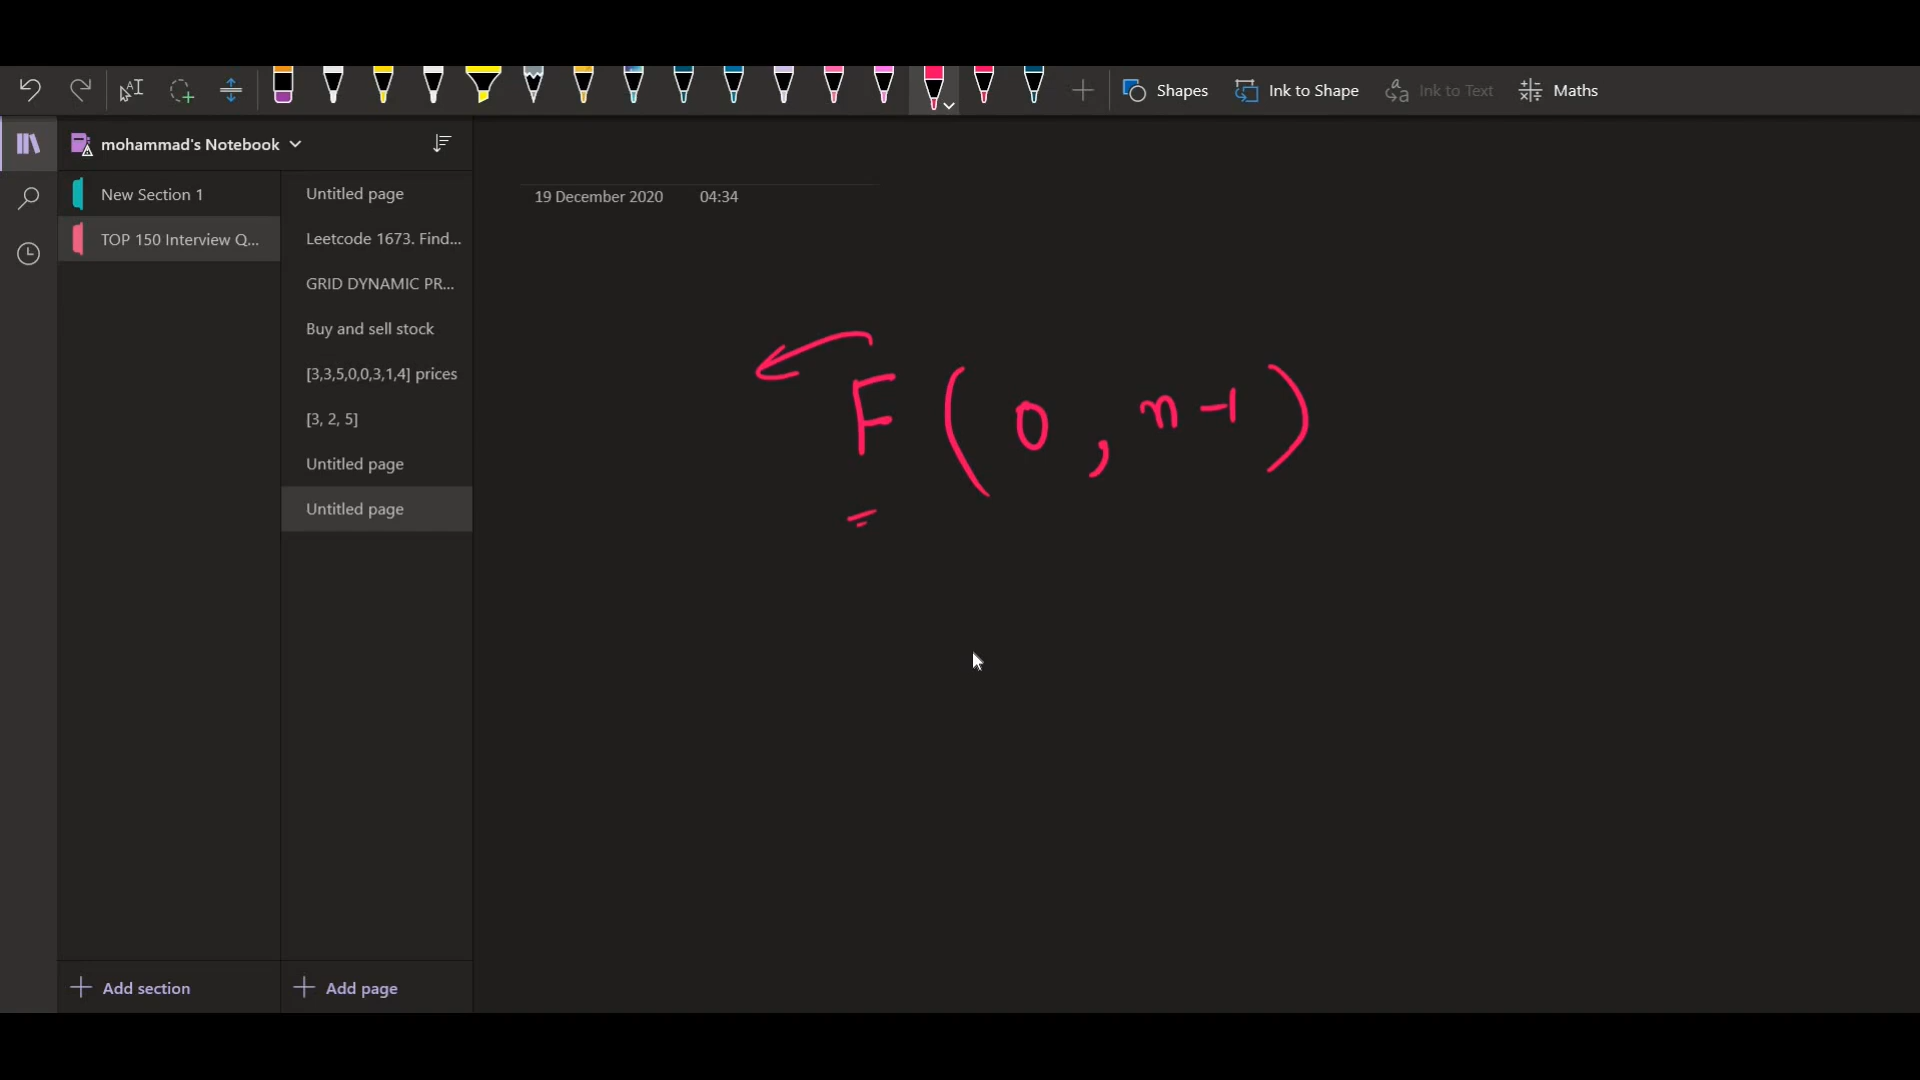 Shapes
Ink to Shape
Ink to Text
Maths
mohammad's Notebook
New Section 1
TOP 150 Interview Q...
Untitled page
Leetcode 1673. Find...
GRID DYNAMIC PR...
Buy and sell stock
[3,3,5,0,0,3,1,4] prices
[3, 2, 5]
Untitled page
Untitled page
Add section
Add page
19 December 2020 04:34
F ( 0 , n-1 )